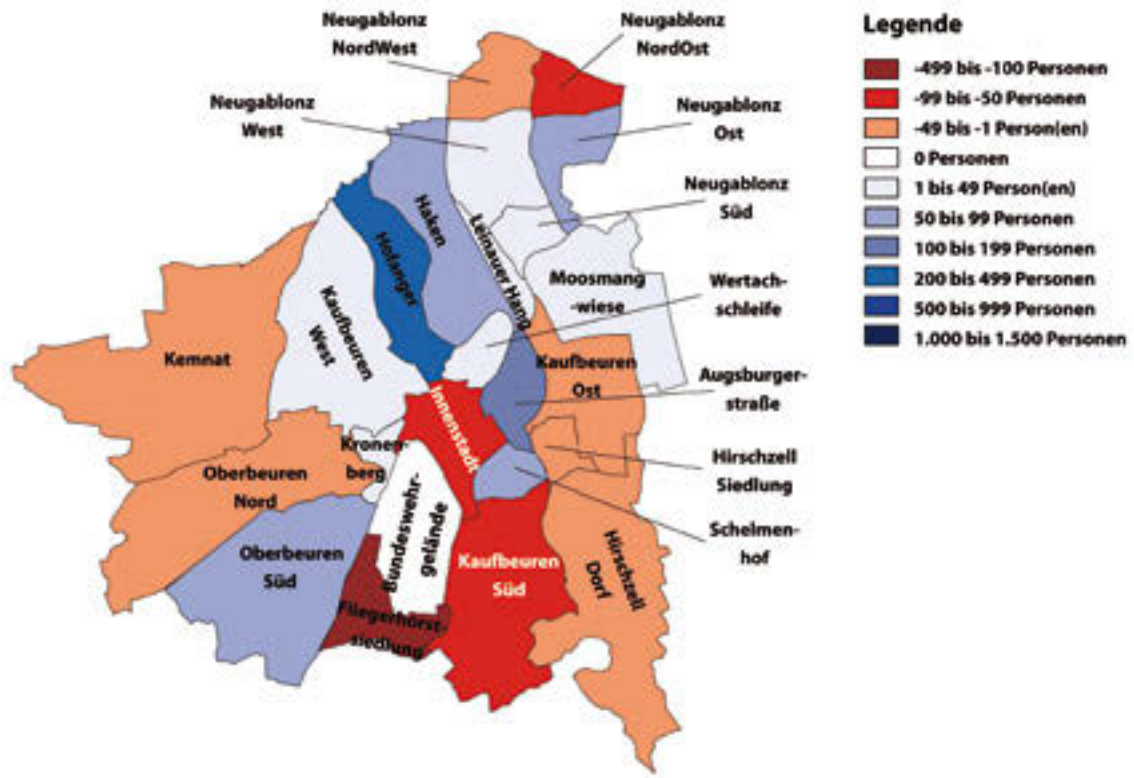 Neugablonz
NordWest
Neugablonz
NordOst
Neugablonz
West
Neugablonz
Ost
Neugablonz
Süd
Haken
Leinauer Hang
Hofanger
Moosmang
-wiese
Wertach-
schleife
Kaufbeuren
West
Kemnat
Kaufbeuren
Ost
Augsburger-
straße
Innenstadt
Kronen-
berg
Hirschzell
Siedlung
Oberbeuren
Nord
Bundeswehr-
gelände
Schelmen-
hof
Oberbeuren
Süd
Kaufbeuren
Süd
Hirschzell
Dorf
Fliegerhorst-
siedlung
Legende
-499 bis -100 Personen
-99 bis -50 Personen
-49 bis -1 Person(en)
0 Personen
1 bis 49 Person(en)
50 bis 99 Personen
100 bis 199 Personen
200 bis 499 Personen
500 bis 999 Personen
1.000 bis 1.500 Personen